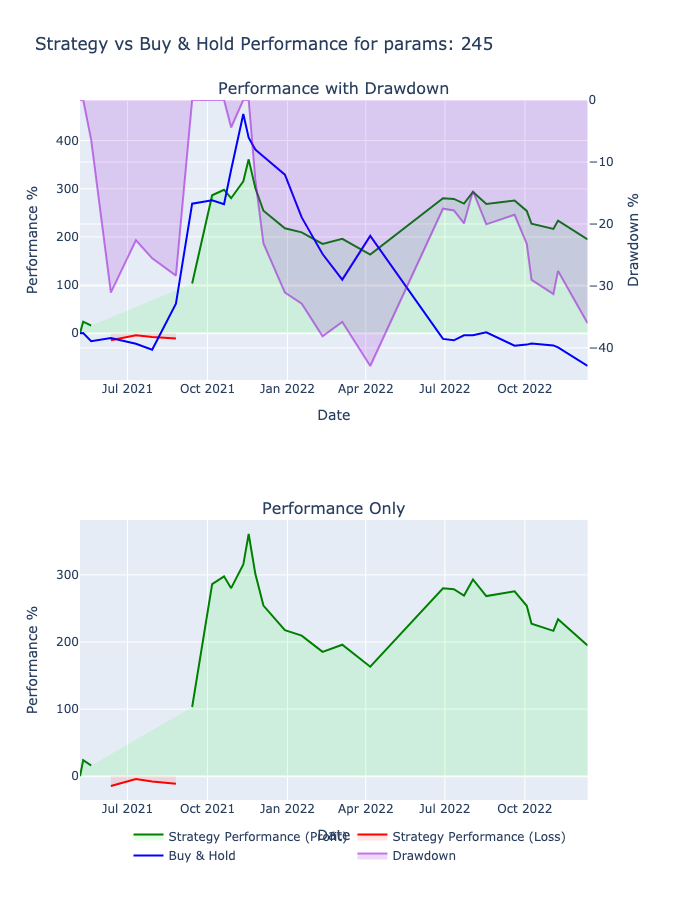 Strategy vs Buy & Hold Performance for params: 245
Performance with Drawdown
400
300
200
100
0
Performance %
0
−10
−20
−30
−40
Drawdown %
Jul 2021 Oct 2021 Jan 2022 Apr 2022 Jul 2022 Oct 2022
Date
Performance Only
300
200
100
0
Performance %
Jul 2021 Oct 2021 Jan 2022 Apr 2022 Jul 2022 Oct 2022
Date
Strategy Performance (Profit) Strategy Performance (Loss)
Buy & Hold Drawdown